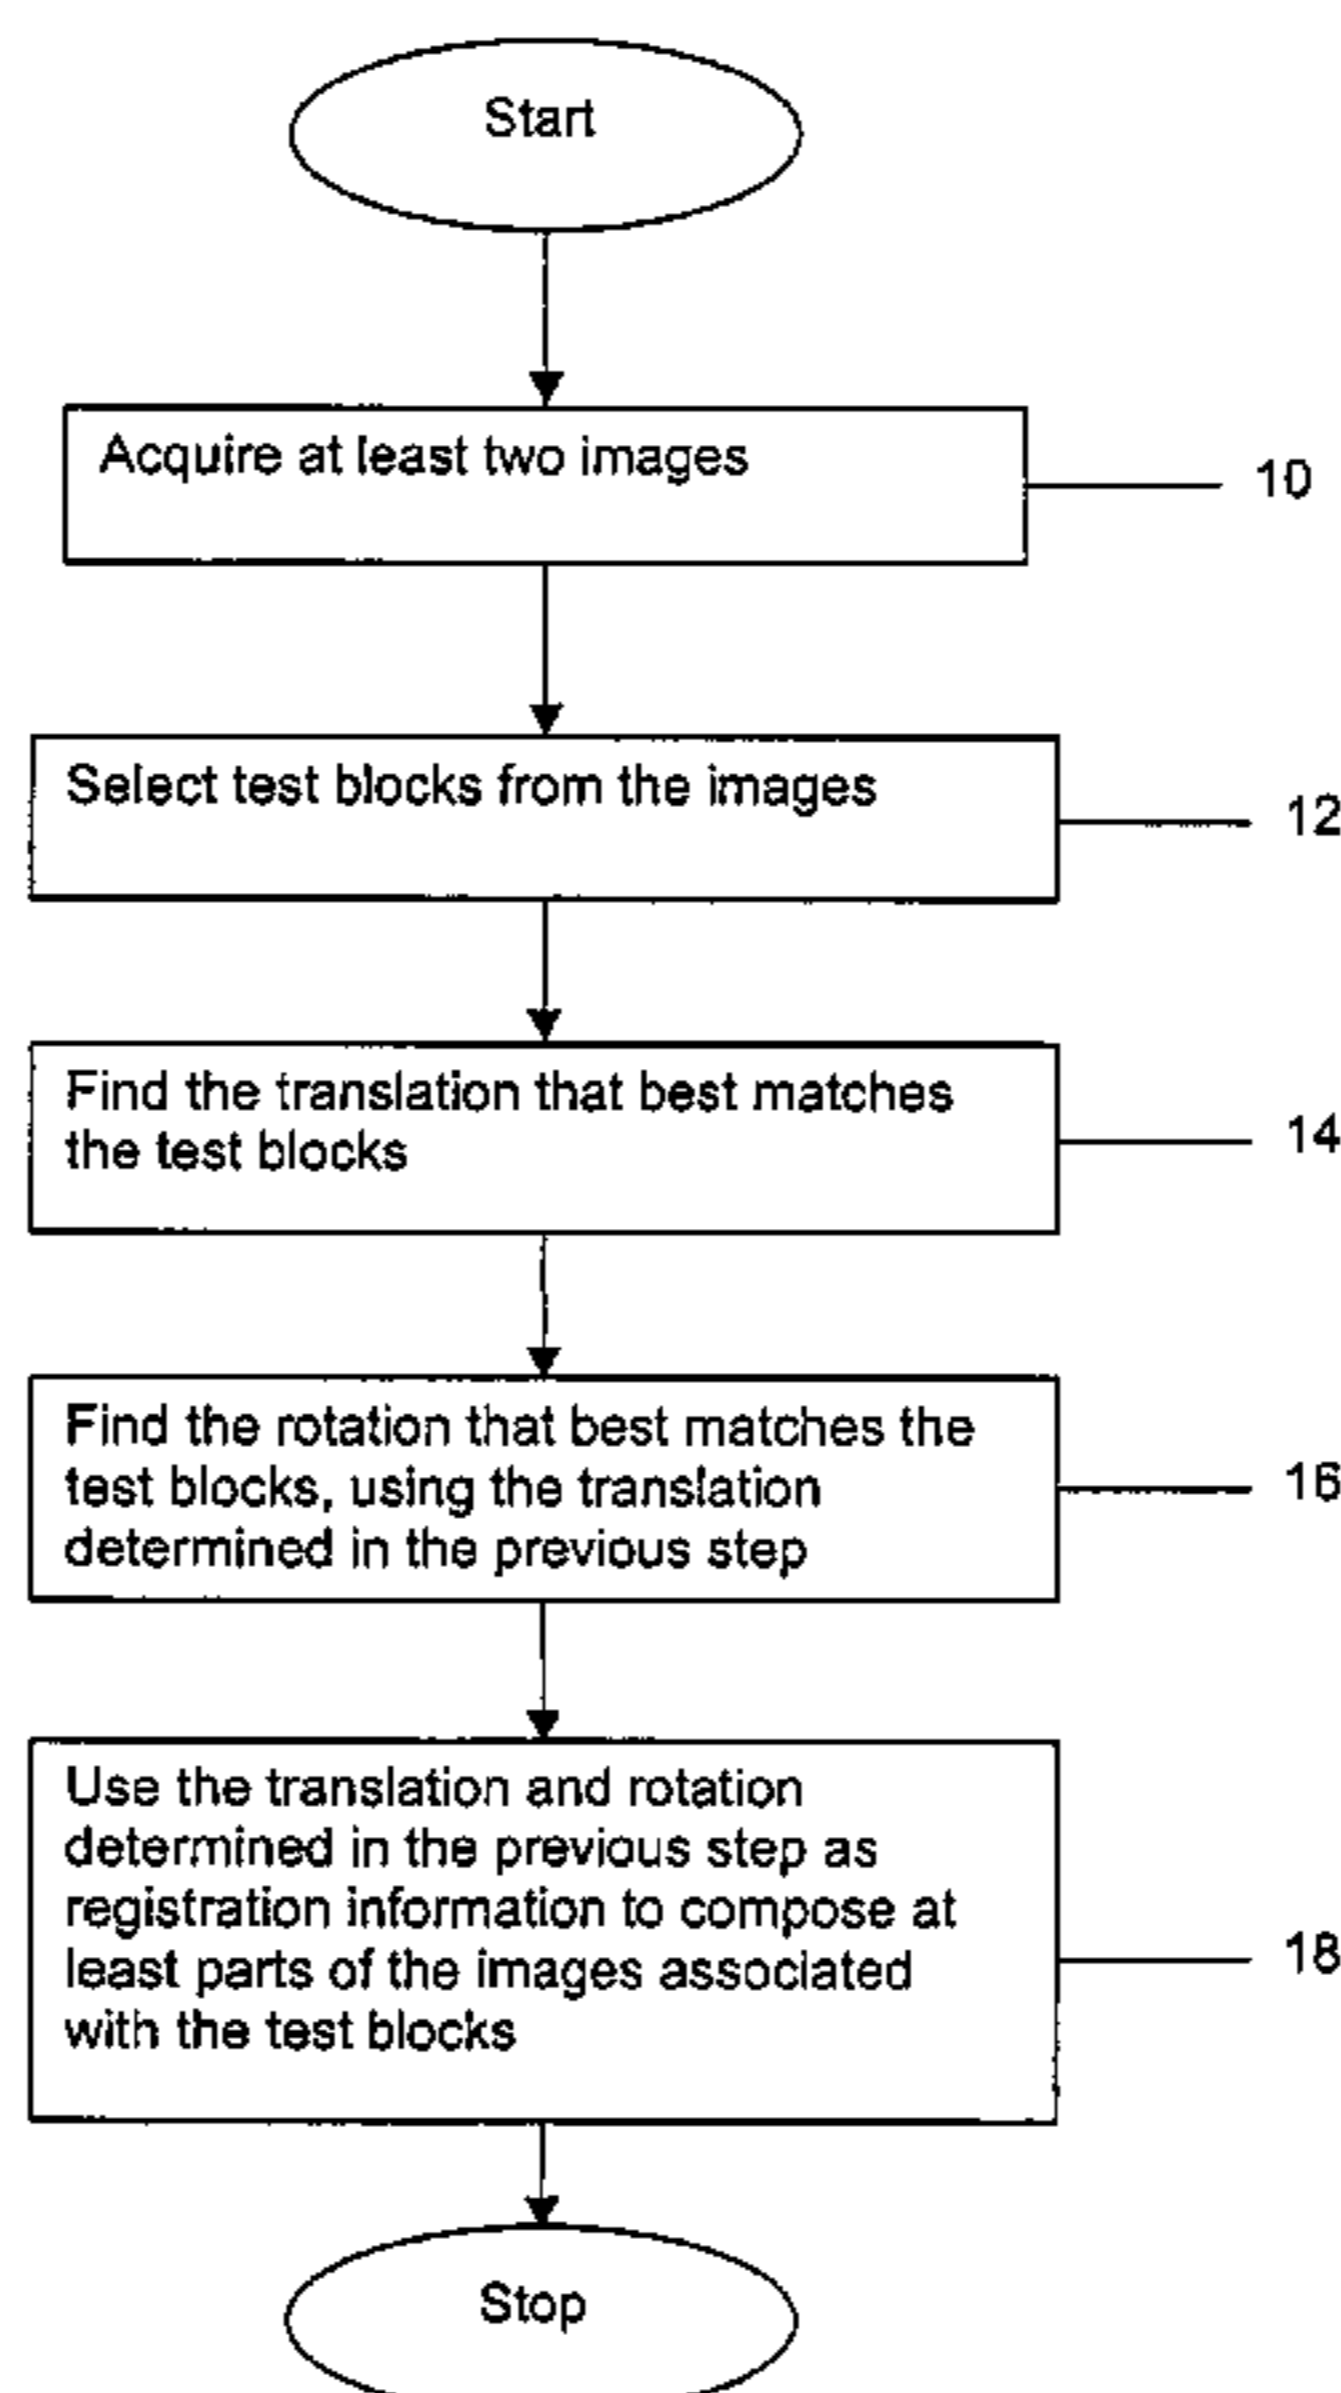 Start
Acquire at least two images
10
Select test blocks from the images
12
Find the translation that best matches
the test blocks
14
Find the rotation that best matches the
test blocks, using the translation
determined in the previous step
16
Use the translation and rotation
determined in the previous step as
registration information to compose at
least parts of the images associated
with the test blocks
18
Stop